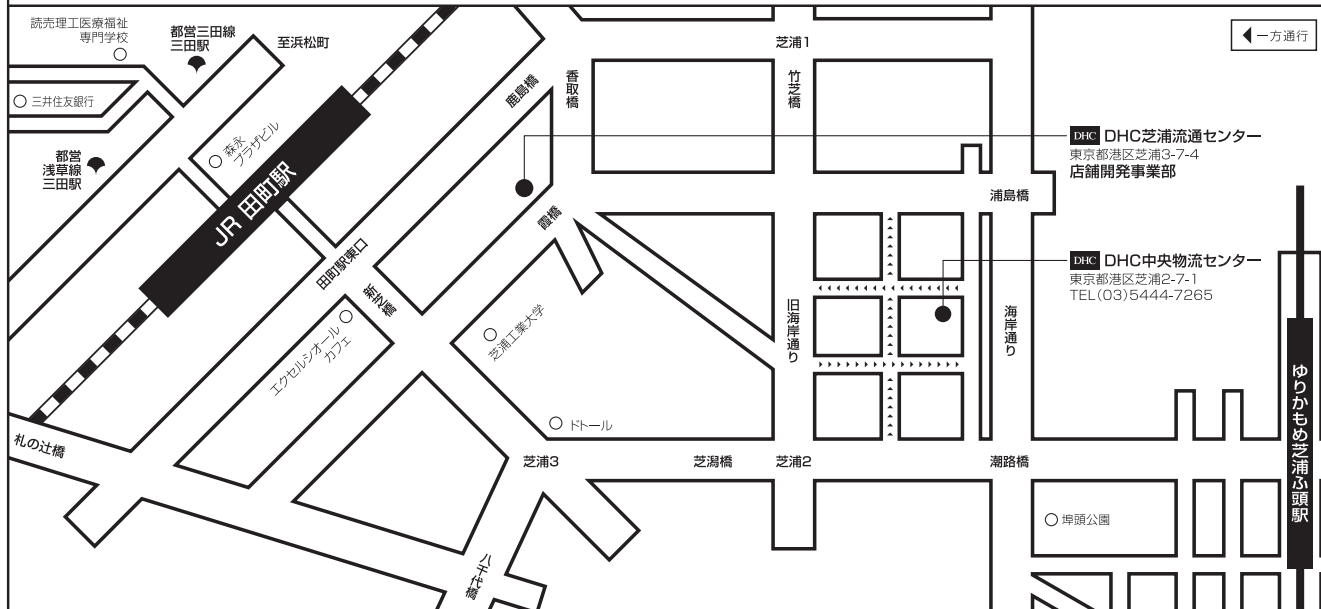 読売理工医療福祉
専門学校
都営三田線
三田駅
至浜松町
三井住友銀行
都営
浅草線
三田駅
森永
プラザビル
JR 田町駅
田町駅東口
鹿島橋
香取橋
芝浦1
竹芝橋
一方通行
DHC DHC芝浦流通センター
東京都港区芝浦3-7-4
店舗開発事業部
浦島橋
霞橋
DHC DHC中央物流センター
東京都港区芝浦2-7-1
TEL(03)5444-7265
新芝橋
エクセルシオール
カフェ
芝浦工業大学
旧海岸通り
海岸通り
ドトール
札の辻橋
芝浦3
芝潟橋
芝浦2
潮路橋
ゆりかもめ芝浦ふ頭駅
埠頭公園
八千代橋